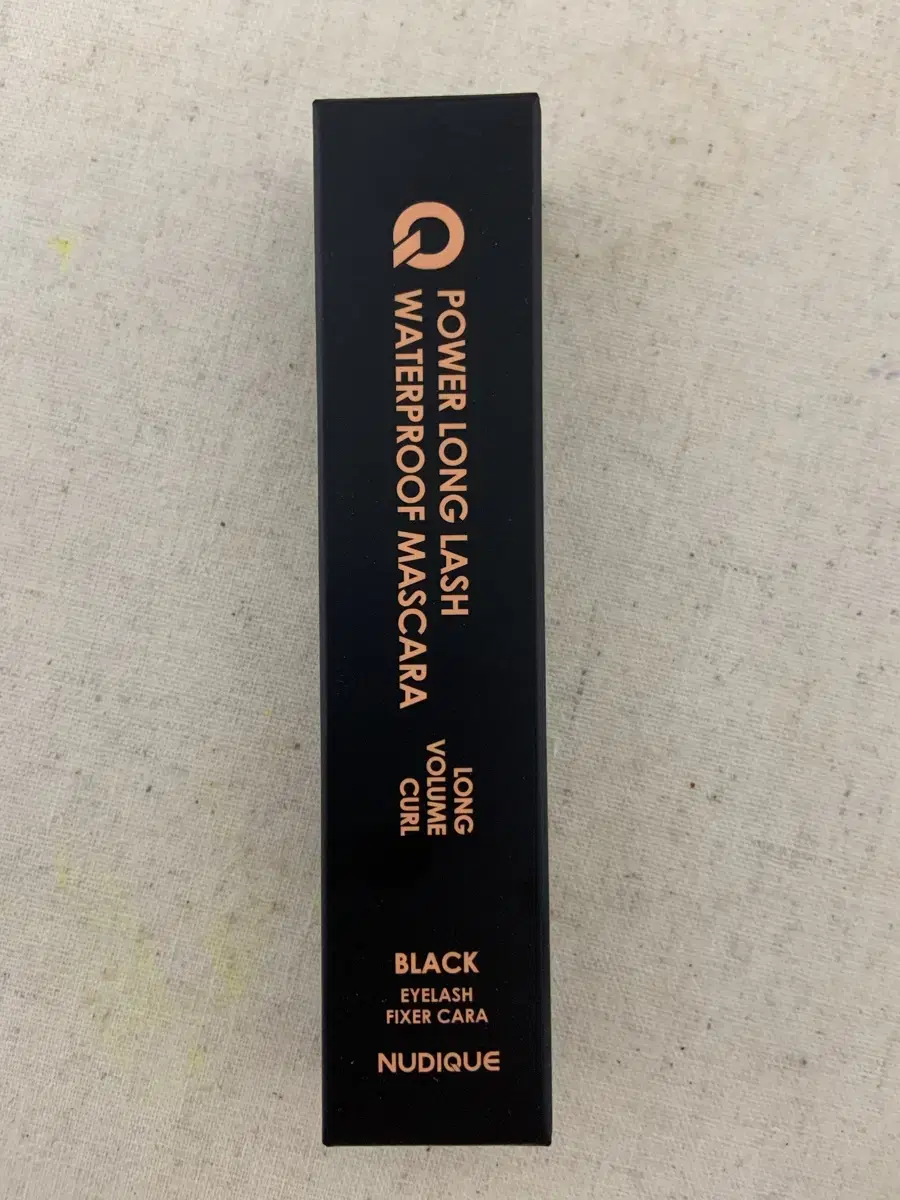 POWER LONG LASH
WATERPROOF MASCARA
LONG
VOLUME
CURL
BLACK
EYELASH
FIXER CARA
NUDIQUE